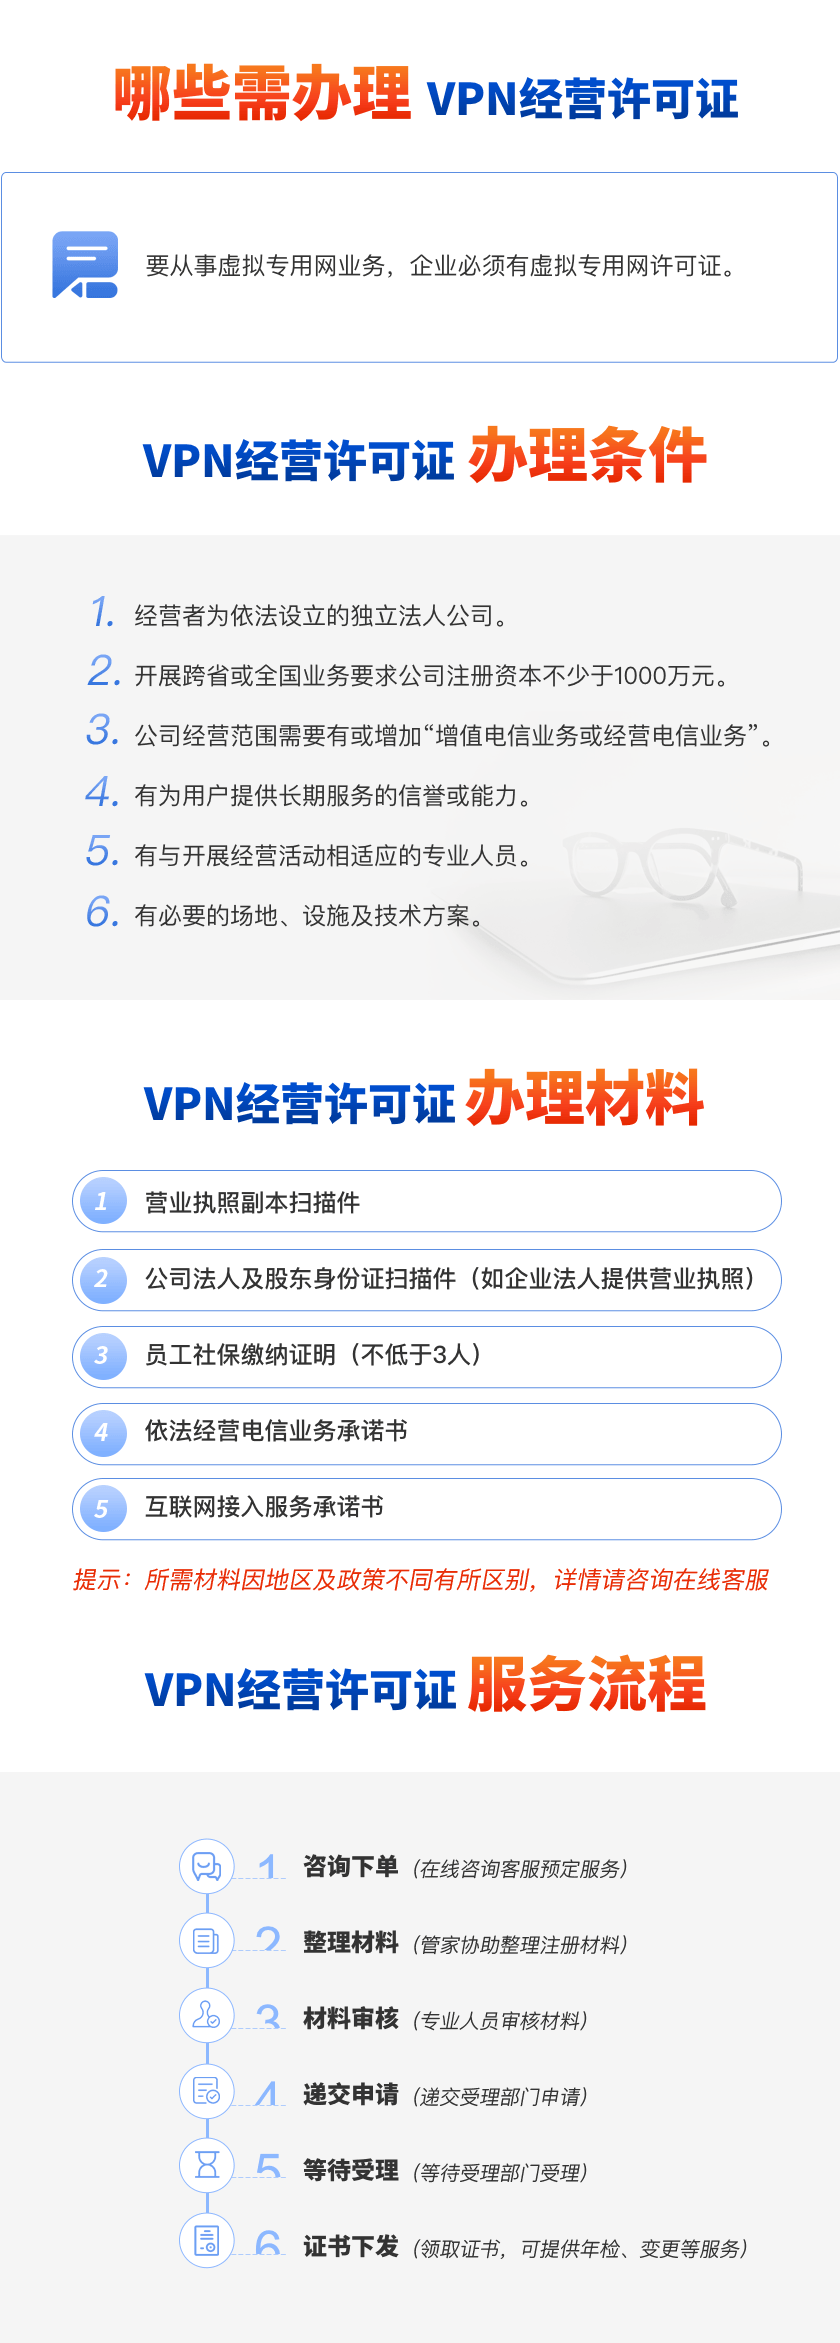 哪些需办理 VPN经营许可证
要从事虚拟专用网业务，企业必须有虚拟专用网许可证。
VPN经营许可证 办理条件
1. 经营者为依法设立的独立法人公司。
2. 开展跨省或全国业务要求公司注册资本不少于1000万元。
3. 公司经营范围需要有或增加“增值电信业务或经营电信业务”。
4. 有为用户提供长期服务的信誉或能力。
5. 有与开展经营活动相适应的专业人员。
6. 有必要的场地、设施及技术方案。
VPN经营许可证 办理材料
1 营业执照副本扫描件
2 公司法人及股东身份证扫描件（如企业法人提供营业执照）
3 员工社保缴纳证明（不低于3人）
4 依法经营电信业务承诺书
5 互联网接入服务承诺书
提示：所需材料因地区及政策不同有所区别，详情请咨询在线客服
VPN经营许可证 服务流程
1 咨询下单（在线咨询客服预定服务）
2 整理材料（管家协助整理注册材料）
3 材料审核（专业人员审核材料）
4 递交申请（递交受理部门申请）
5 等待受理（等待受理部门受理）
6 证书下发（领取证书，可提供年检、变更等服务）